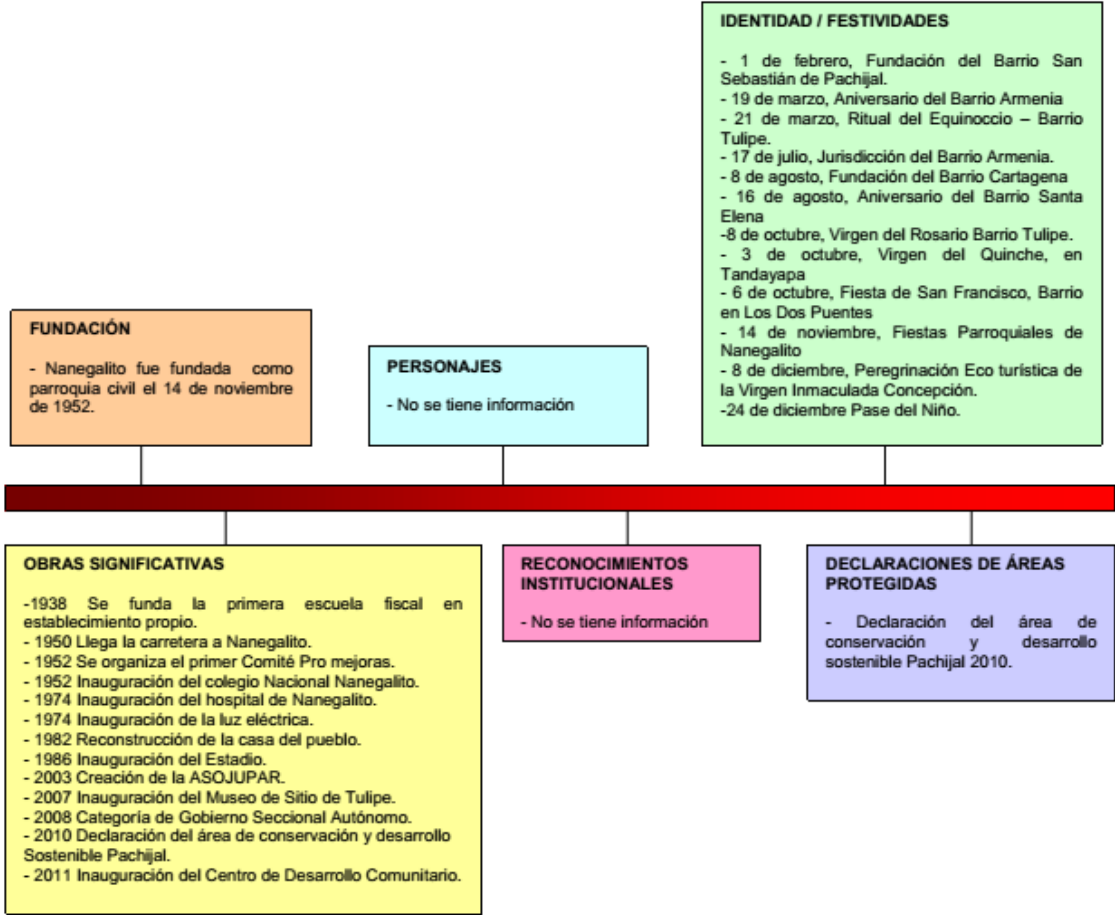 IDENTIDAD / FESTIVIDADES
- 1 de febrero, Fundación del Barrio San
Sebastián de Pachijal.
- 19 de marzo, Aniversario del Barrio Armenia
- 21 de marzo, Ritual del Equinoccio – Barrio
Tulipe.
- 17 de julio, Jurisdicción del Barrio Armenia.
- 8 de agosto, Fundación del Barrio Cartagena
- 16 de agosto, Aniversario del Barrio Santa
Elena
-8 de octubre, Virgen del Rosario Barrio Tulipe.
- 3 de octubre, Virgen del Quinche, en
Tandayapa
- 6 de octubre, Fiesta de San Francisco, Barrio
en Los Dos Puentes
- 14 de noviembre, Fiestas Parroquiales de
Nanegalito
- 8 de diciembre, Peregrinación Eco turística de
la Virgen Inmaculada Concepción.
-24 de diciembre Pase del Niño.
FUNDACIÓN
- Nanegalito fue fundada como
parroquia civil el 14 de noviembre
de 1952.
PERSONAJES
- No se tiene información
OBRAS SIGNIFICATIVAS
-1938 Se funda la primera escuela fiscal en
establecimiento propio.
- 1950 Llega la carretera a Nanegalito.
- 1952 Se organiza el primer Comité Pro mejoras.
- 1952 Inauguración del colegio Nacional Nanegalito.
- 1974 Inauguración del hospital de Nanegalito.
- 1974 Inauguración de la luz eléctrica.
- 1982 Reconstrucción de la casa del pueblo.
- 1986 Inauguración del Estadio.
- 2003 Creación de la ASOJUPAR.
- 2007 Inauguración del Museo de Sitio de Tulipe.
- 2008 Categoría de Gobierno Seccional Autónomo.
- 2010 Declaración del área de conservación y desarrollo
Sostenible Pachijal.
- 2011 Inauguración del Centro de Desarrollo Comunitario.
RECONOCIMIENTOS
INSTITUCIONALES
- No se tiene información
DECLARACIONES DE ÁREAS
PROTEGIDAS
- Declaración del área de
conservación y desarrollo
sostenible Pachijal 2010.